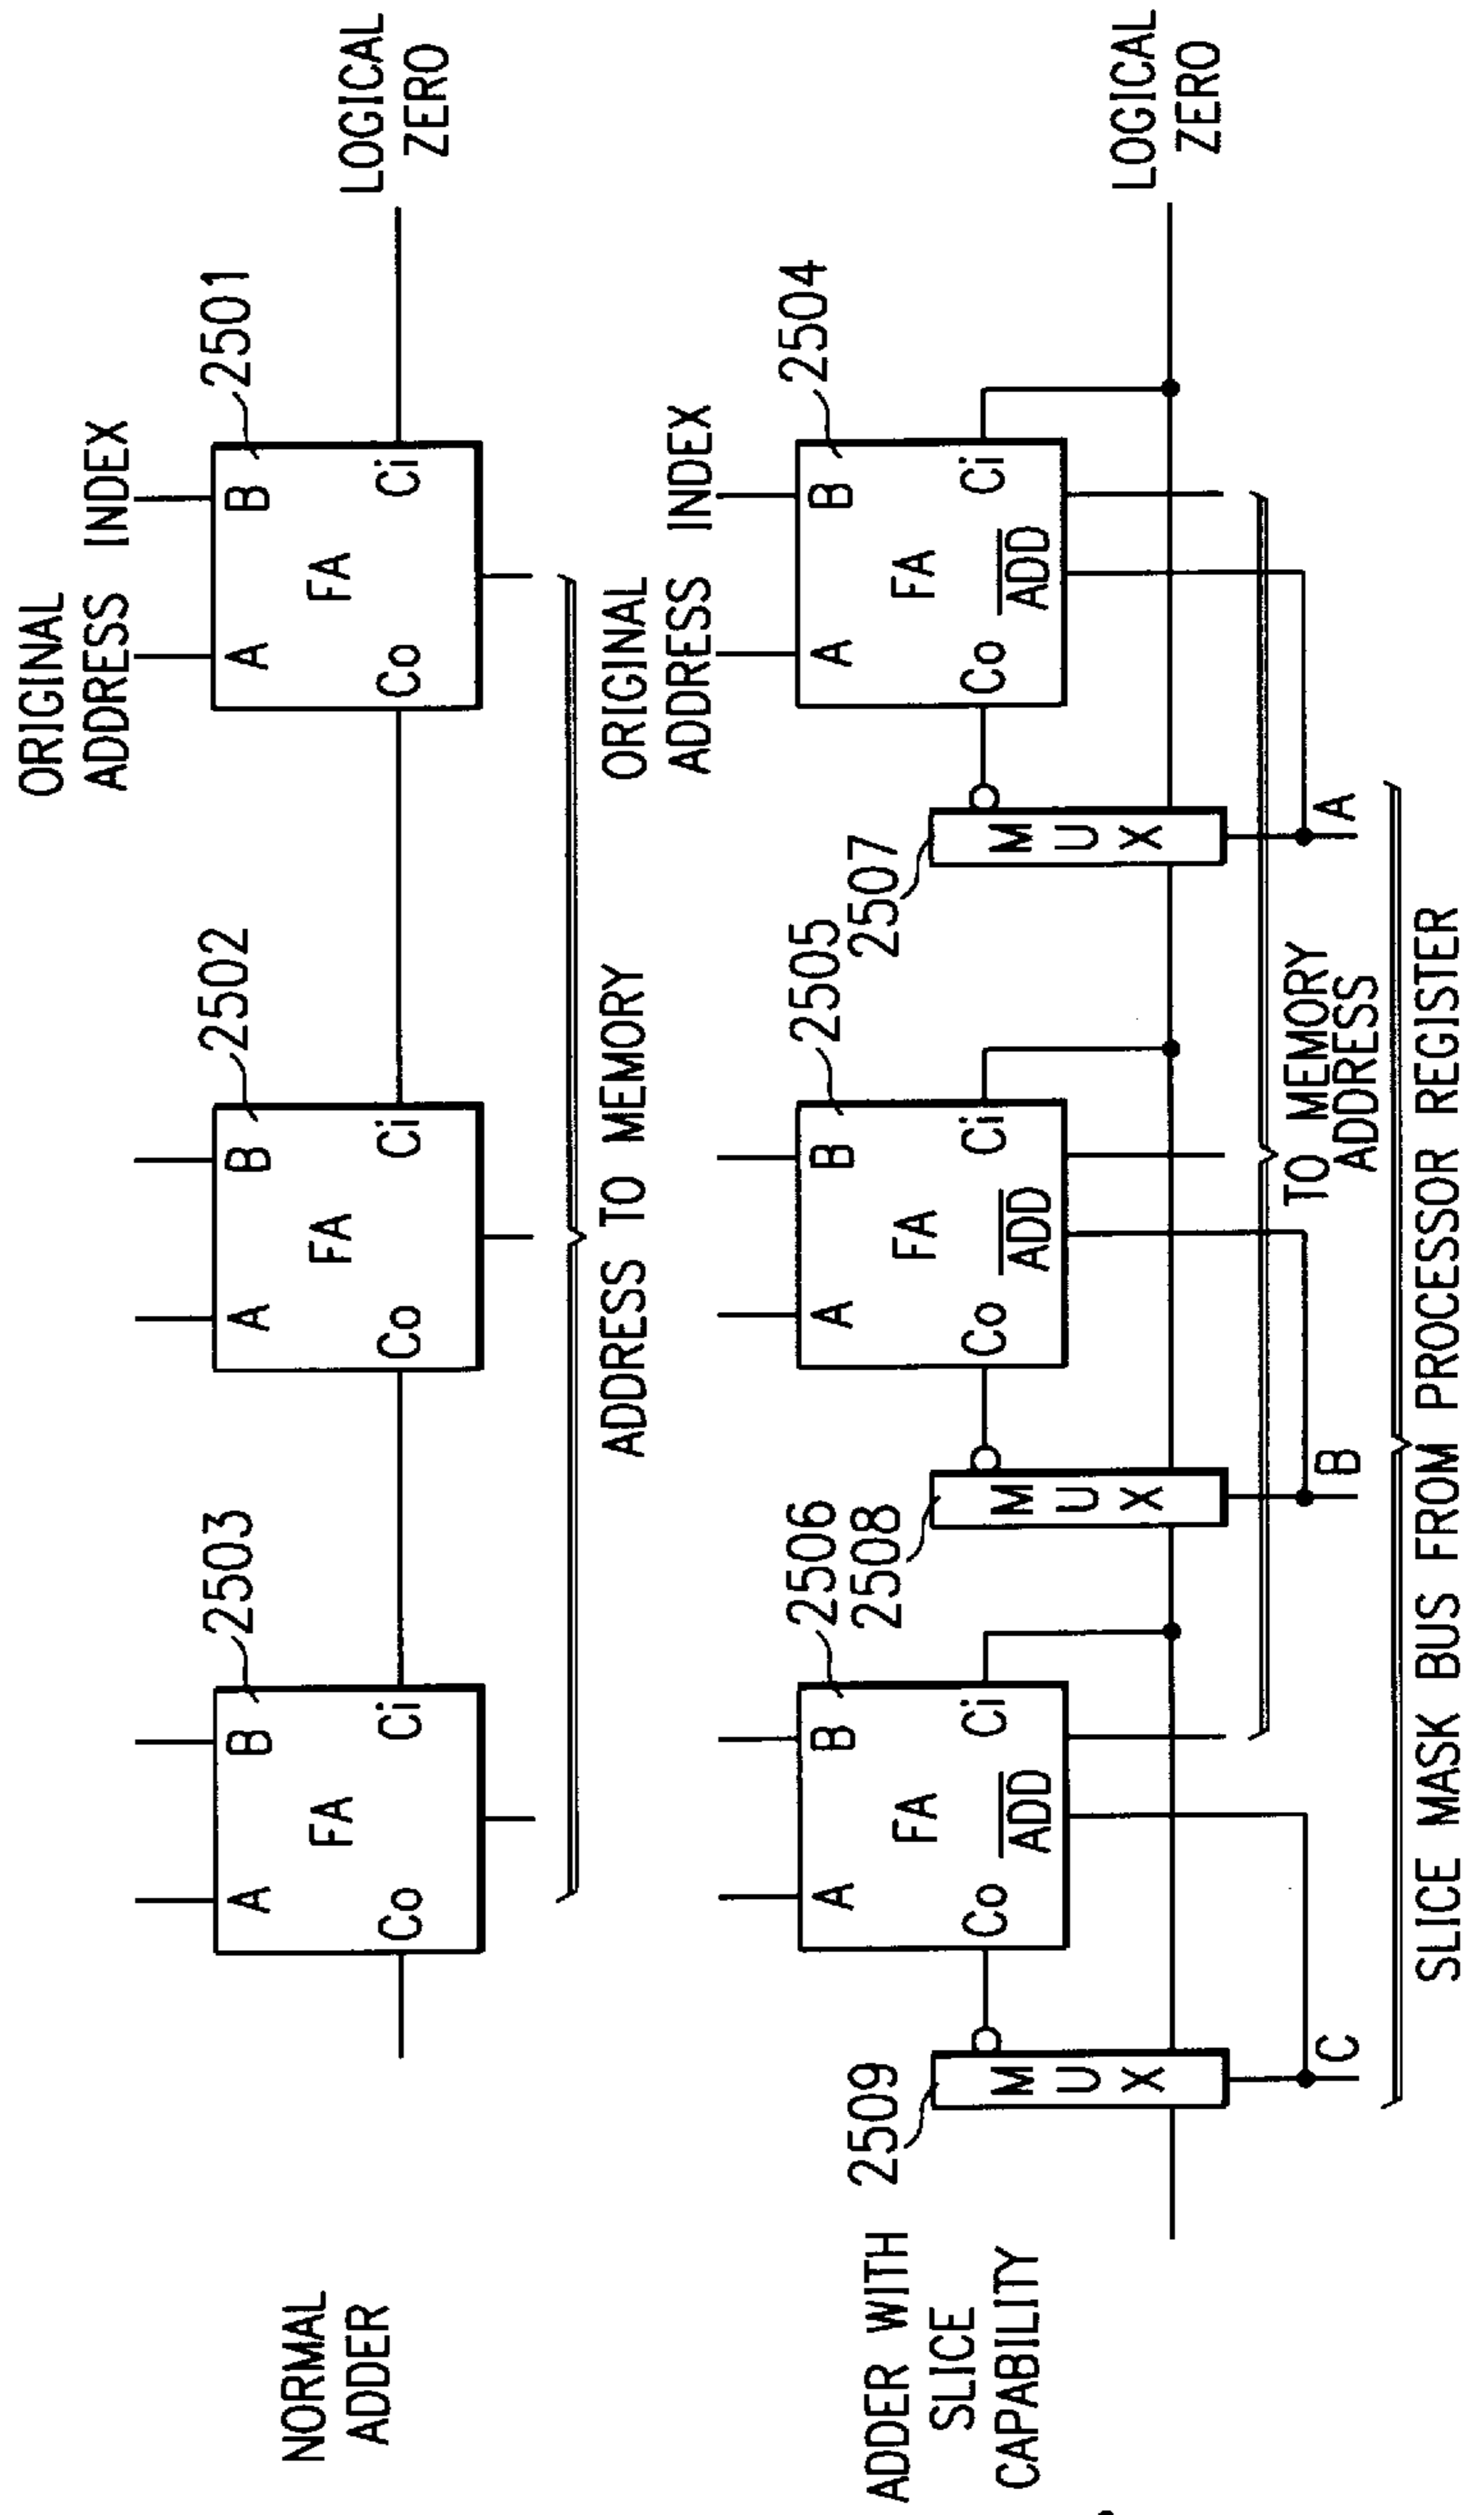 ORIGINAL
ADDRESS INDEX
2503
2502
2501
A B
FA
Co Ci
A B
FA
Co Ci
A B
FA
Co Ci
NORMAL
ADDER
LOGICAL
ZERO
ADDRESS TO MEMORY
ORIGINAL
ADDRESS INDEX
2506
2505
2504
A B
FA
Co Ci
ADD
A B
FA
Co Ci
ADD
A B
FA
Co Ci
ADD
2509
2508
2507
MUX
MUX
MUX
ADDER WITH
SLICE
CAPABILITY
LOGICAL
ZERO
TO MEMORY
ADDRESS
C
B
A
SLICE MASK BUS FROM PROCESSOR REGISTER